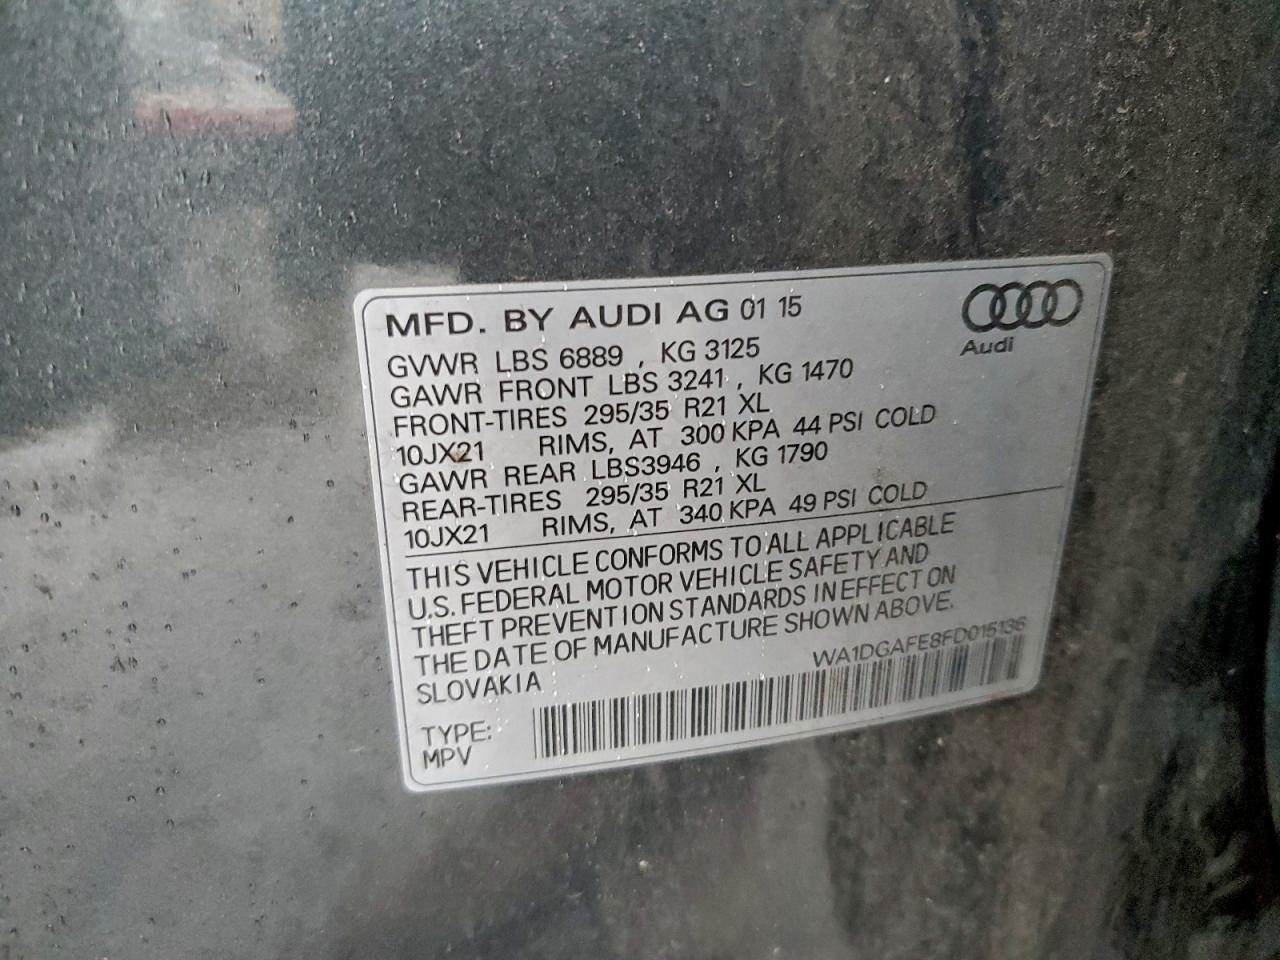 MFD. BY AUDI AG 01 15
Audi
GVWR LBS 6889 , KG 3125
GAWR FRONT LBS 3241 , KG 1470
FRONT-TIRES 295/35 R21 XL
10JX21 RIMS, AT 300 KPA 44 PSI COLD
GAWR REAR LBS3946 , KG 1790
REAR-TIRES 295/35 R21 XL
10JX21 RIMS, AT 340 KPA 49 PSI COLD
THIS VEHICLE CONFORMS TO ALL APPLICABLE
U.S. FEDERAL MOTOR VEHICLE SAFETY AND
THEFT PREVENTION STANDARDS IN EFFECT ON
THE DATE OF MANUFACTURE SHOWN ABOVE.
SLOVAKIA
WA1DGAFE8FD015136
TYPE:
MPV